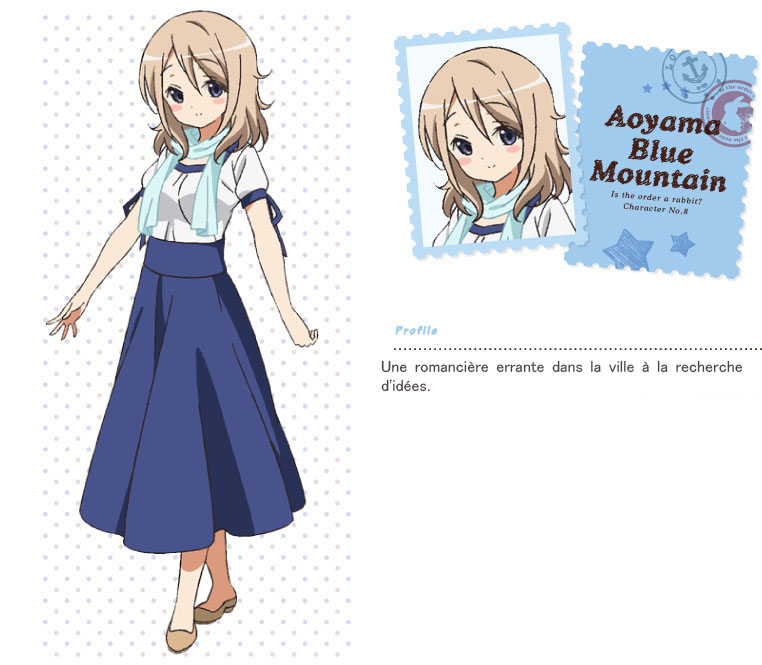 Aoyama
Blue
Mountain
Is the order a rabbit?
Character No.8
Profile
Une romancière errante dans la ville à la recherche
d'idées.